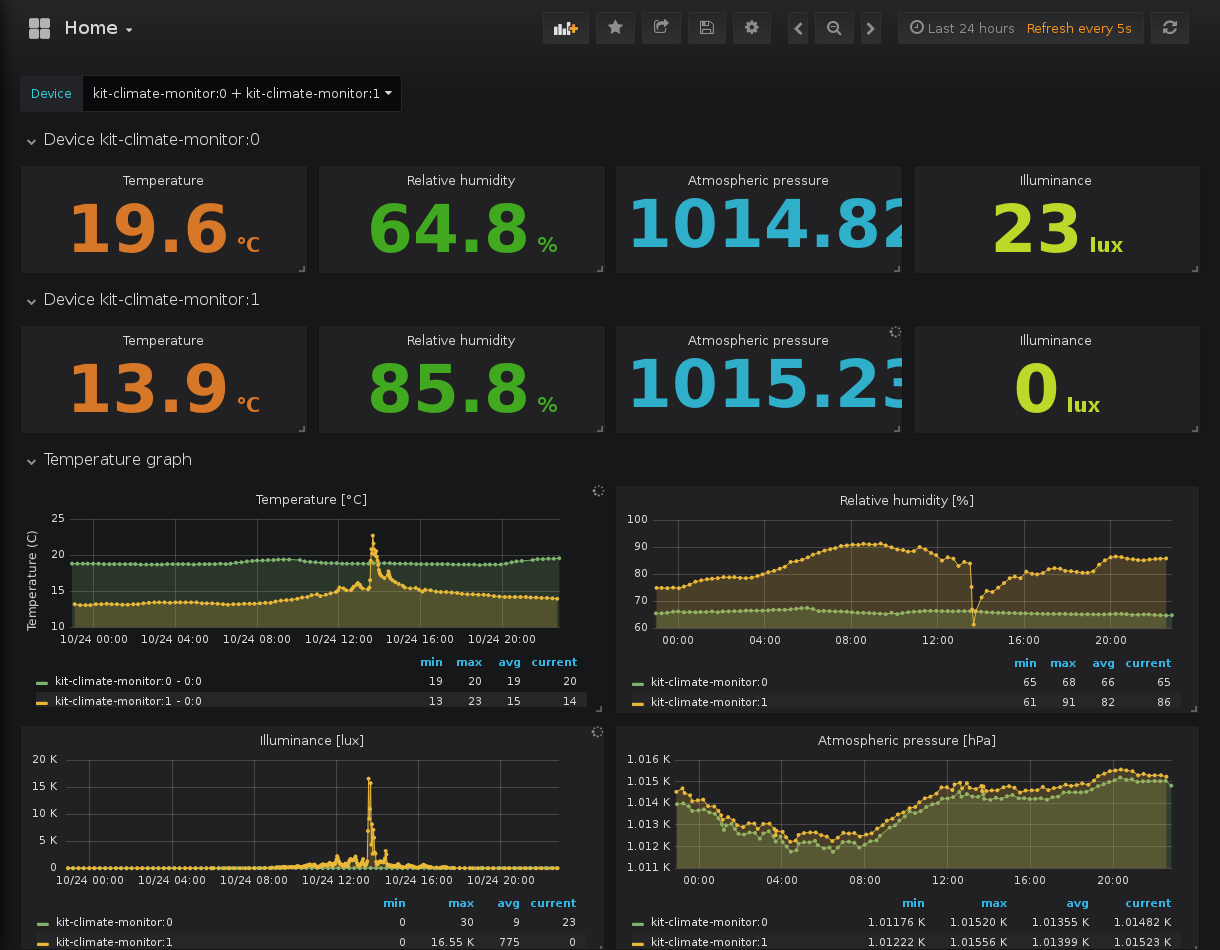 Home
Last 24 hours Refresh every 5s
Device kit-climate-monitor:0 + kit-climate-monitor:1
Device kit-climate-monitor:0
Temperature Relative humidity Atmospheric pressure Illuminance
19.6 °C 64.8 % 1014.82 23 lux
Device kit-climate-monitor:1
Temperature Relative humidity Atmospheric pressure Illuminance
13.9 °C 85.8 % 1015.23 0 lux
Temperature graph
Temperature [°C]
Temperature (C)
25
20
15
10
10/24 00:00 10/24 04:00 10/24 08:00 10/24 12:00 10/24 16:00 10/24 20:00
min max avg current
kit-climate-monitor:0 - 0:0 19 20 19 20
kit-climate-monitor:1 - 0:0 13 23 15 14
Relative humidity [%]
100
90
80
70
60
00:00 04:00 08:00 12:00 16:00 20:00
min max avg current
kit-climate-monitor:0 65 68 66 65
kit-climate-monitor:1 61 91 82 86
Illuminance [lux]
20 K
15 K
10 K
5 K
0
10/24 00:00 10/24 04:00 10/24 08:00 10/24 12:00 10/24 16:00 10/24 20:00
min max avg current
kit-climate-monitor:0 0 30 9 23
kit-climate-monitor:1 0 16.55 K 775 0
Atmospheric pressure [hPa]
1.016 K
1.015 K
1.014 K
1.013 K
1.012 K
1.011 K
00:00 04:00 08:00 12:00 16:00 20:00
min max avg current
kit-climate-monitor:0 1.01176 K 1.01520 K 1.01355 K 1.01482 K
kit-climate-monitor:1 1.01222 K 1.01556 K 1.01399 K 1.01523 K